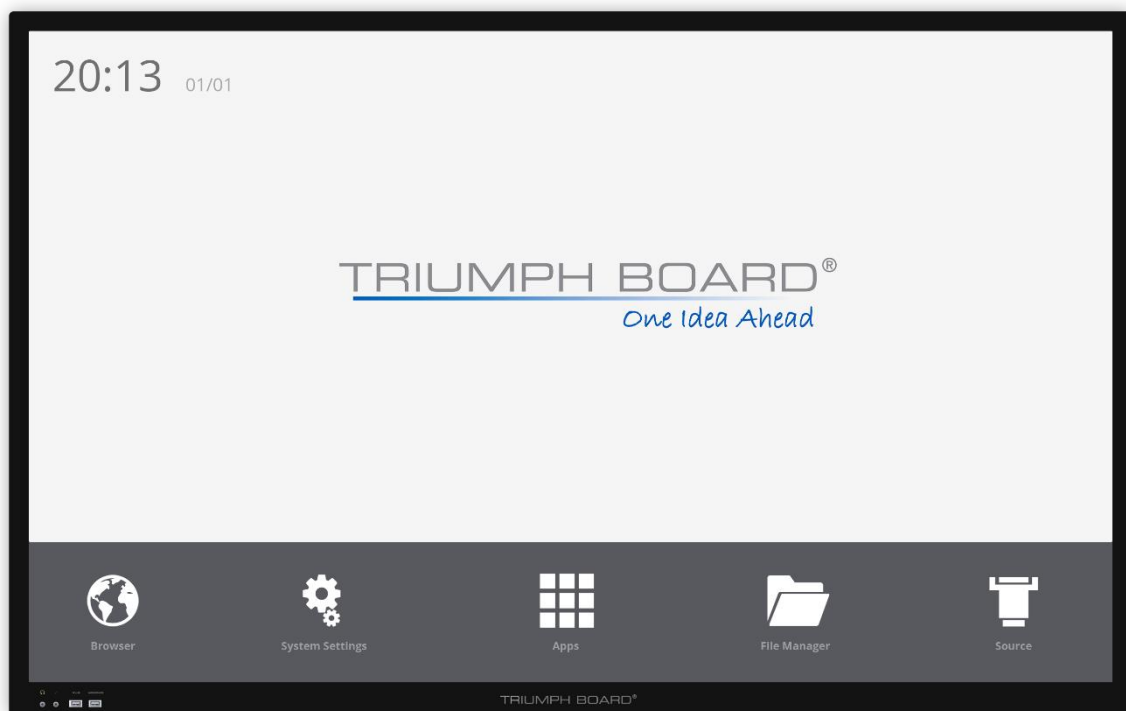 20:13 01/01
TRIUMPH BOARD®
One Idea Ahead
Browser
System Settings
Apps
File Manager
Source
TRIUMPH BOARD®